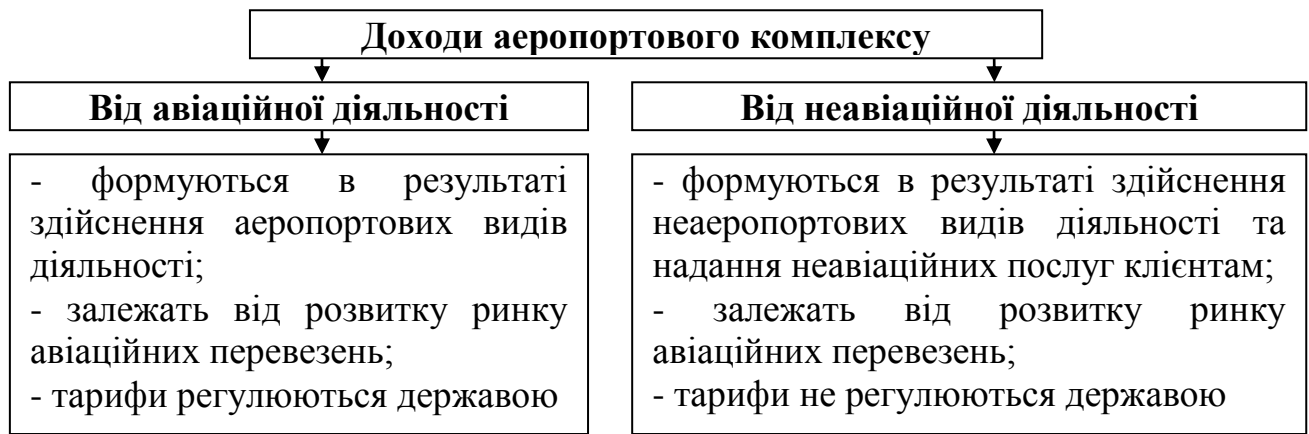 Доходи аеропортового комплексу
Від авіаційної діяльності
- формуються в результаті
здійснення аеропортових видів
діяльності;
- залежать від розвитку ринку
авіаційних перевезень;
- тарифи регулюються державою
Від неавіаційної діяльності
- формуються в результаті здійснення
неаеропортових видів діяльності та
надання неавіаційних послуг клієнтам;
- залежать від розвитку ринку
авіаційних перевезень;
- тарифи не регулюються державою